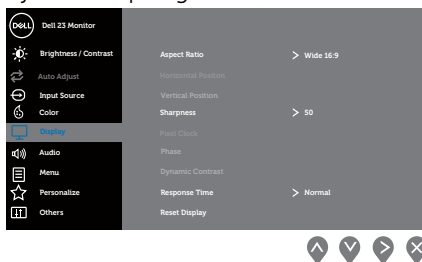 DELL
Dell 23 Monitor
Brightness / Contrast
Auto Adjust
Input Source
Color
Display
Audio
Menu
Personalize
Others
Aspect Ratio
Wide 16:9
Horizontal Position
Vertical Position
Sharpness
50
Pixel Clock
Phase
Dynamic Contrast
Response Time
Normal
Reset Display